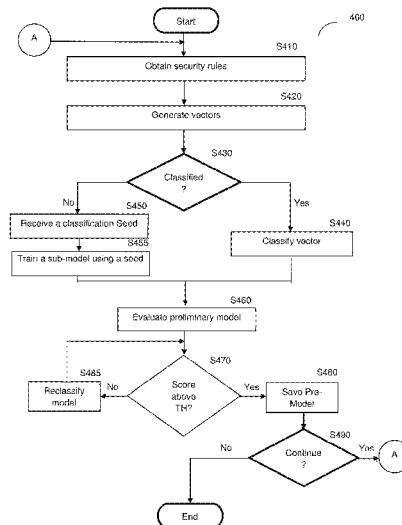 Start
A
460
S410
Obtain security rules
S420
Generate vectors
S430
Classified
?
No
Yes
S450
Receive a classification Seed
S440
Classify vector
S455
Train a sub-model using a seed
S460
Evaluate preliminary model
S470
Score
above
TH?
S465
Reclassify
model
No
Yes
S480
Save Pre-
Model
S490
Continue
?
No
Yes
A
End